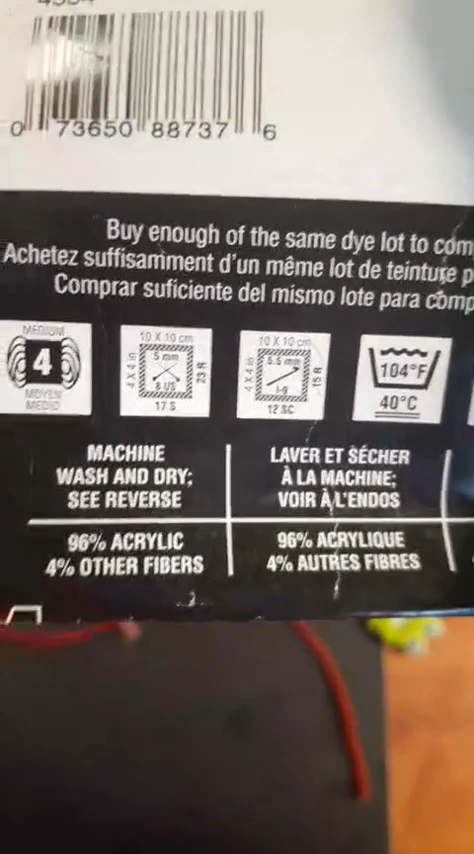 0 73650 88737 6
Buy enough of the same dye lot to com
Achetez suffisamment d'un même lot de teinture p
Comprar suficiente del mismo lote para comp
MEDIUM
4
MOYEN
MEDIO
10 X 10 cm
4 X 4 in
5 mm
8 US
23 R
17 S
10 X 10 cm
4 X 4 in
5.5 mm
I-9
15 R
12 SC
104°F
40°C
MACHINE
WASH AND DRY;
SEE REVERSE
LAVER ET SÉCHER
À LA MACHINE;
VOIR À L'ENDOS
96% ACRYLIC
4% OTHER FIBERS
96% ACRYLIQUE
4% AUTRES FIBRES